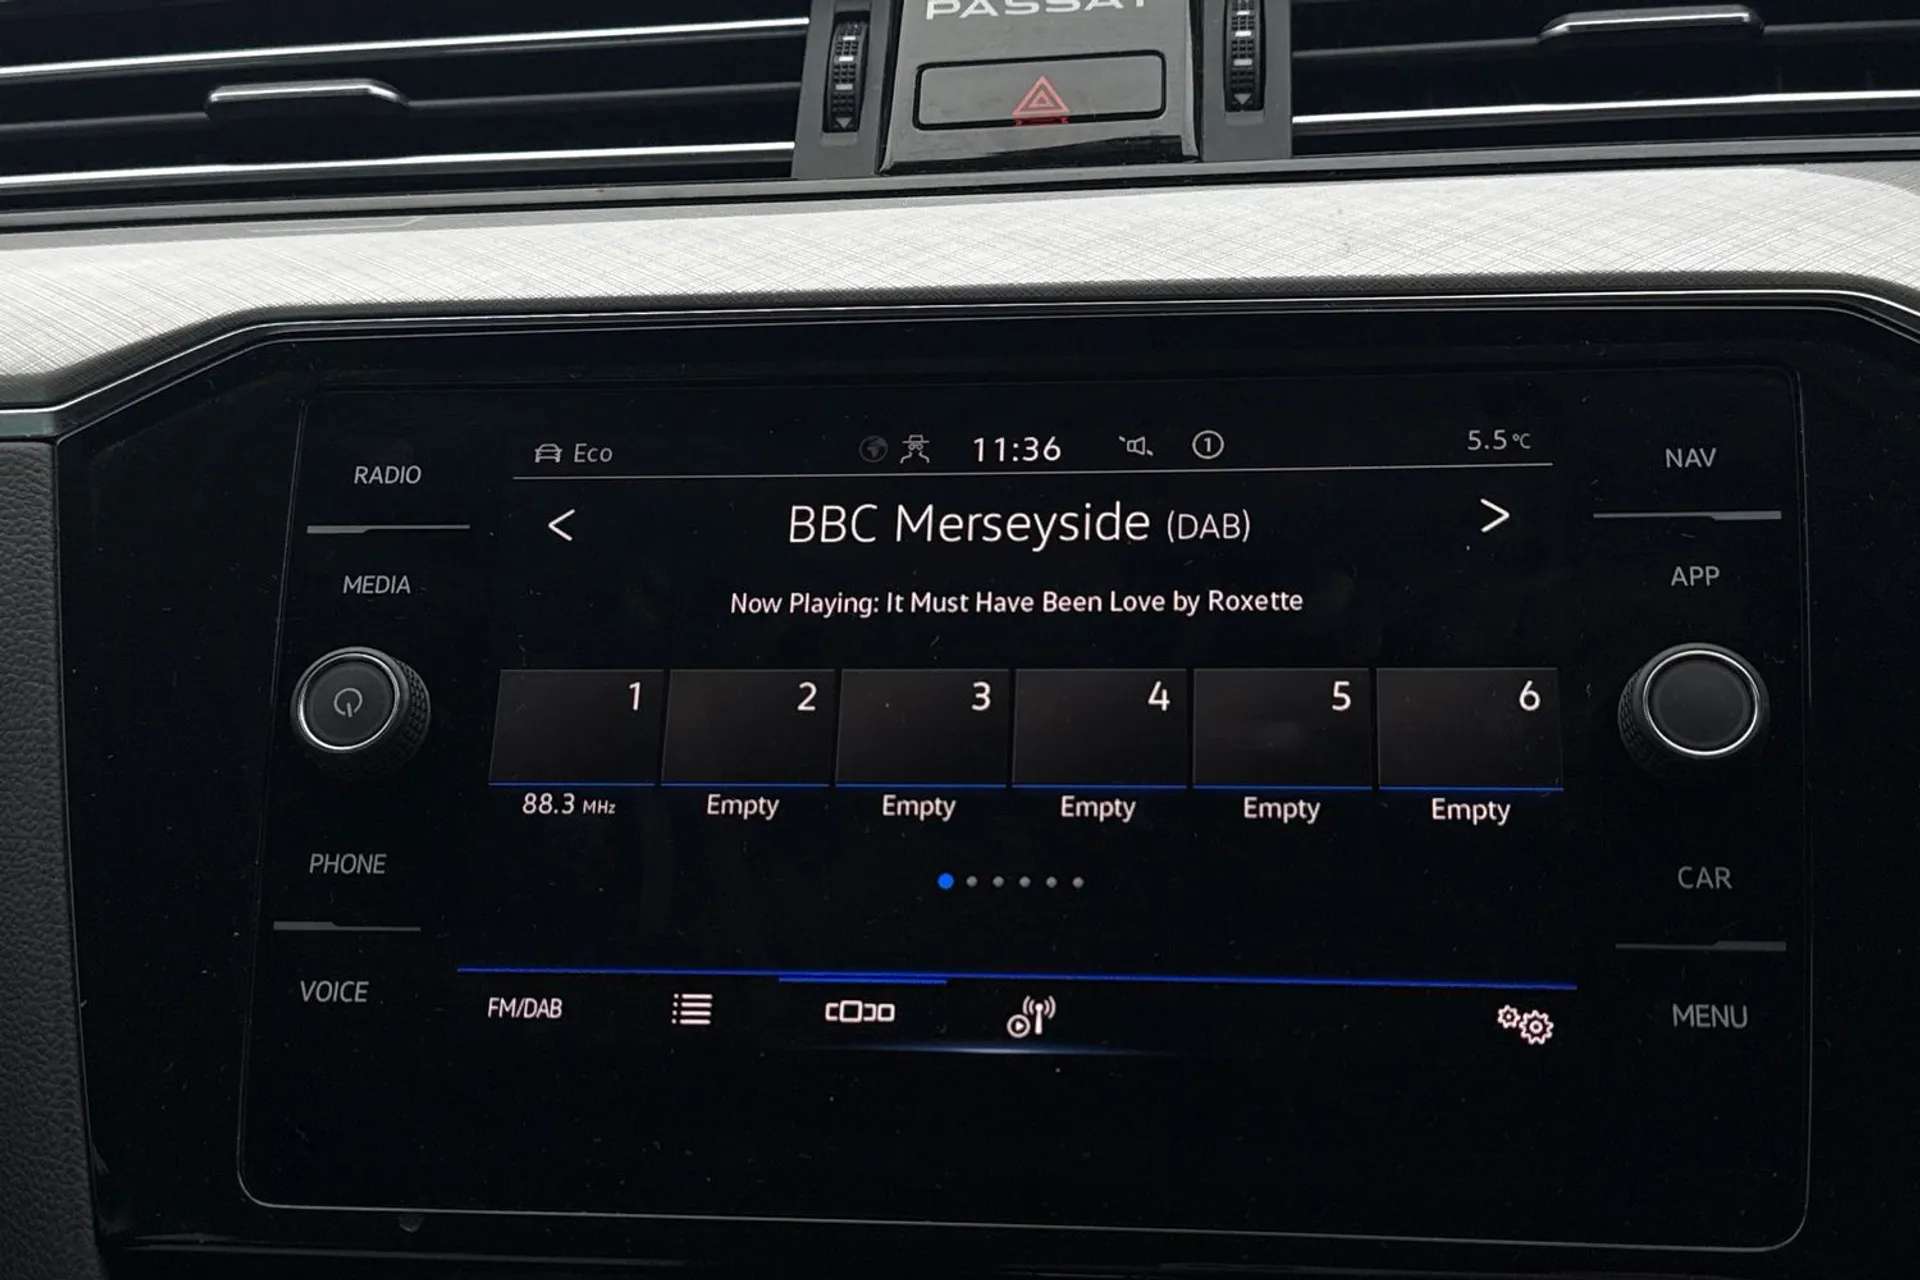 PASSAT
Eco
11:36
1
5.5°C
RADIO
NAV
< BBC Merseyside (DAB) >
MEDIA
APP
Now Playing: It Must Have Been Love by Roxette
1 2 3 4 5 6
88.3 MHz Empty Empty Empty Empty Empty
PHONE
CAR
VOICE
FM/DAB
MENU